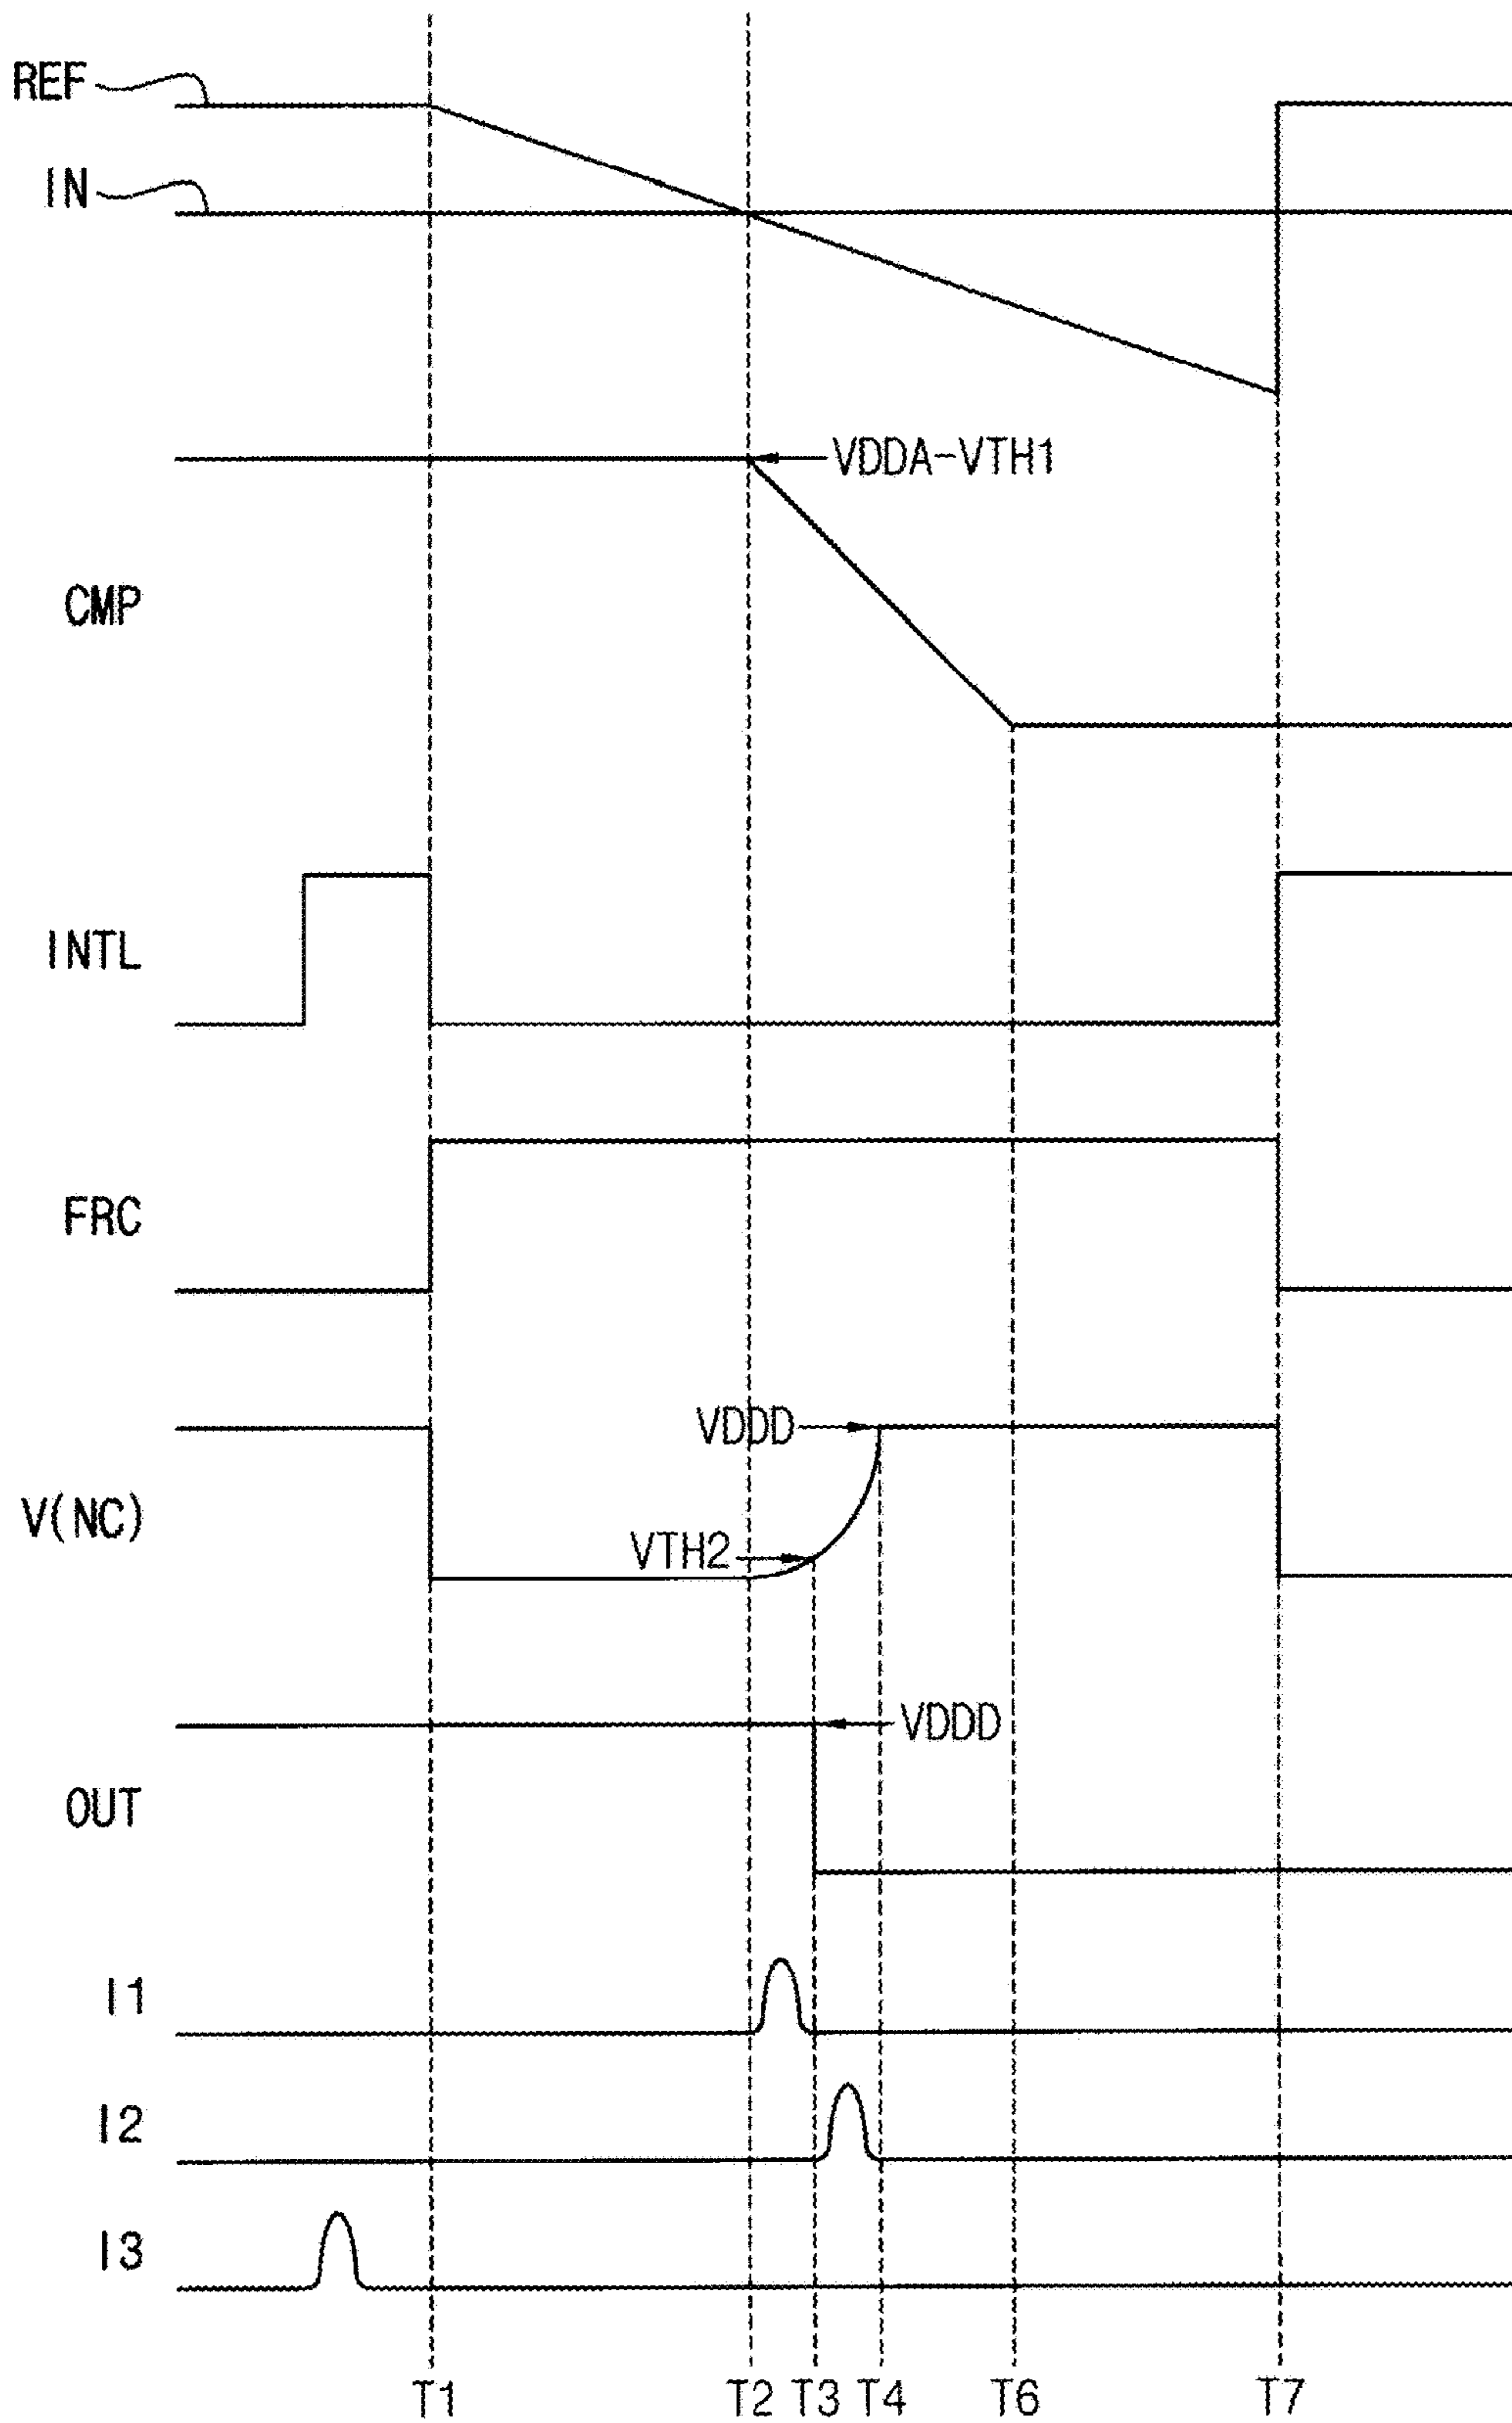 REF
IN
VDDA-VTH1
CMP
INTL
FRC
VDDD
V(NC)
VTH2
VDDD
OUT
I1
I2
I3
T1 T2 T3 T4 T6 T7